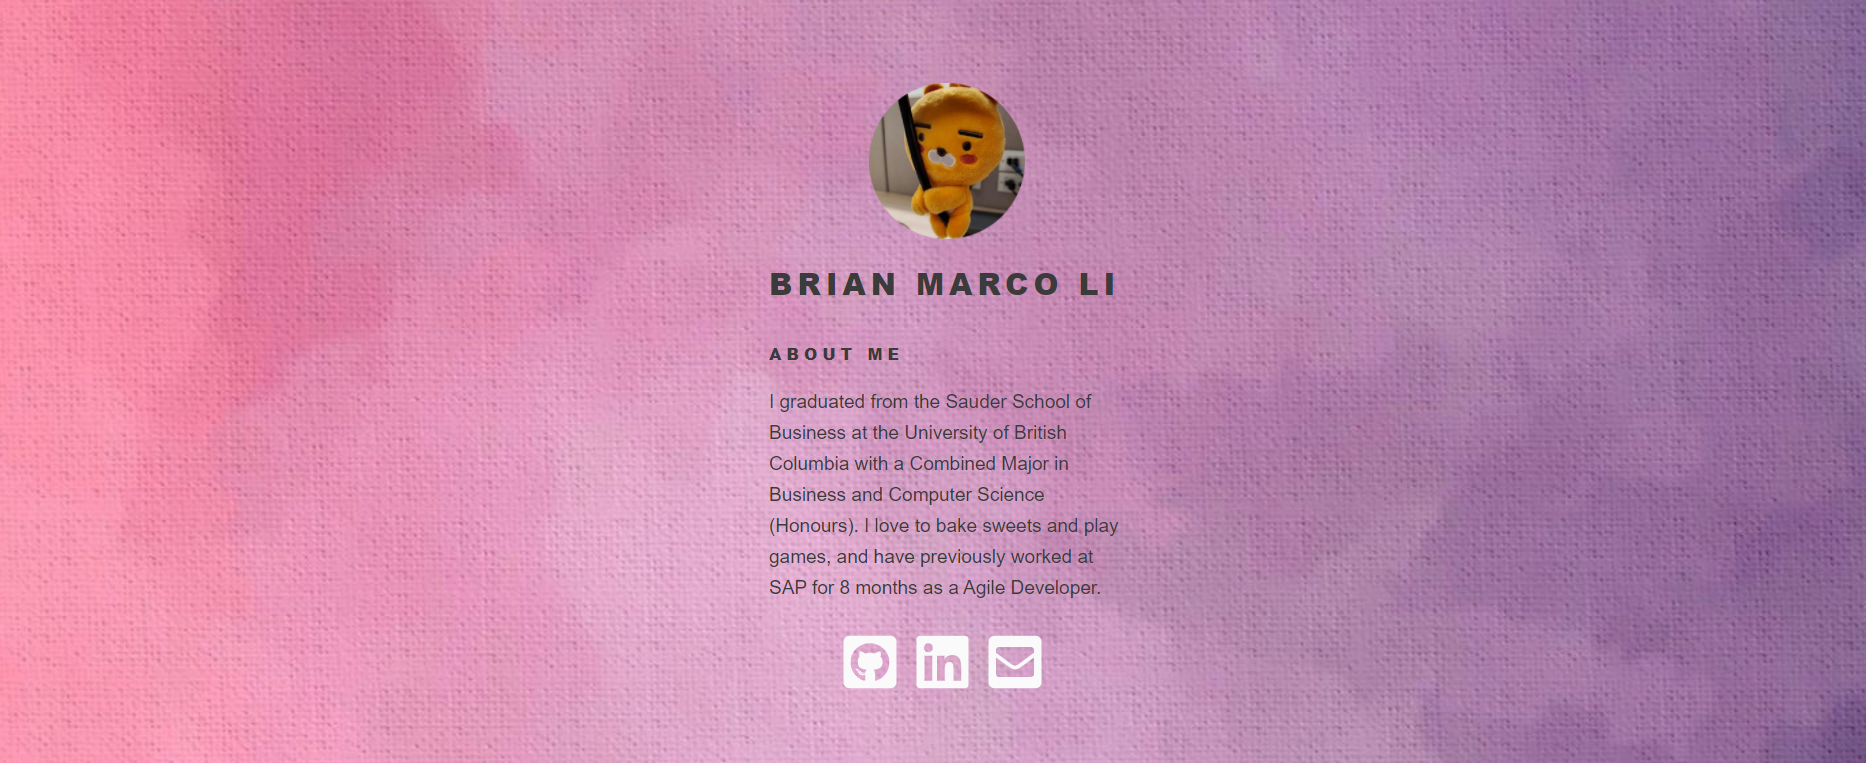 BRIAN MARCO LI
ABOUT ME
I graduated from the Sauder School of
Business at the University of British
Columbia with a Combined Major in
Business and Computer Science
(Honours). I love to bake sweets and play
games, and have previously worked at
SAP for 8 months as a Agile Developer.
in